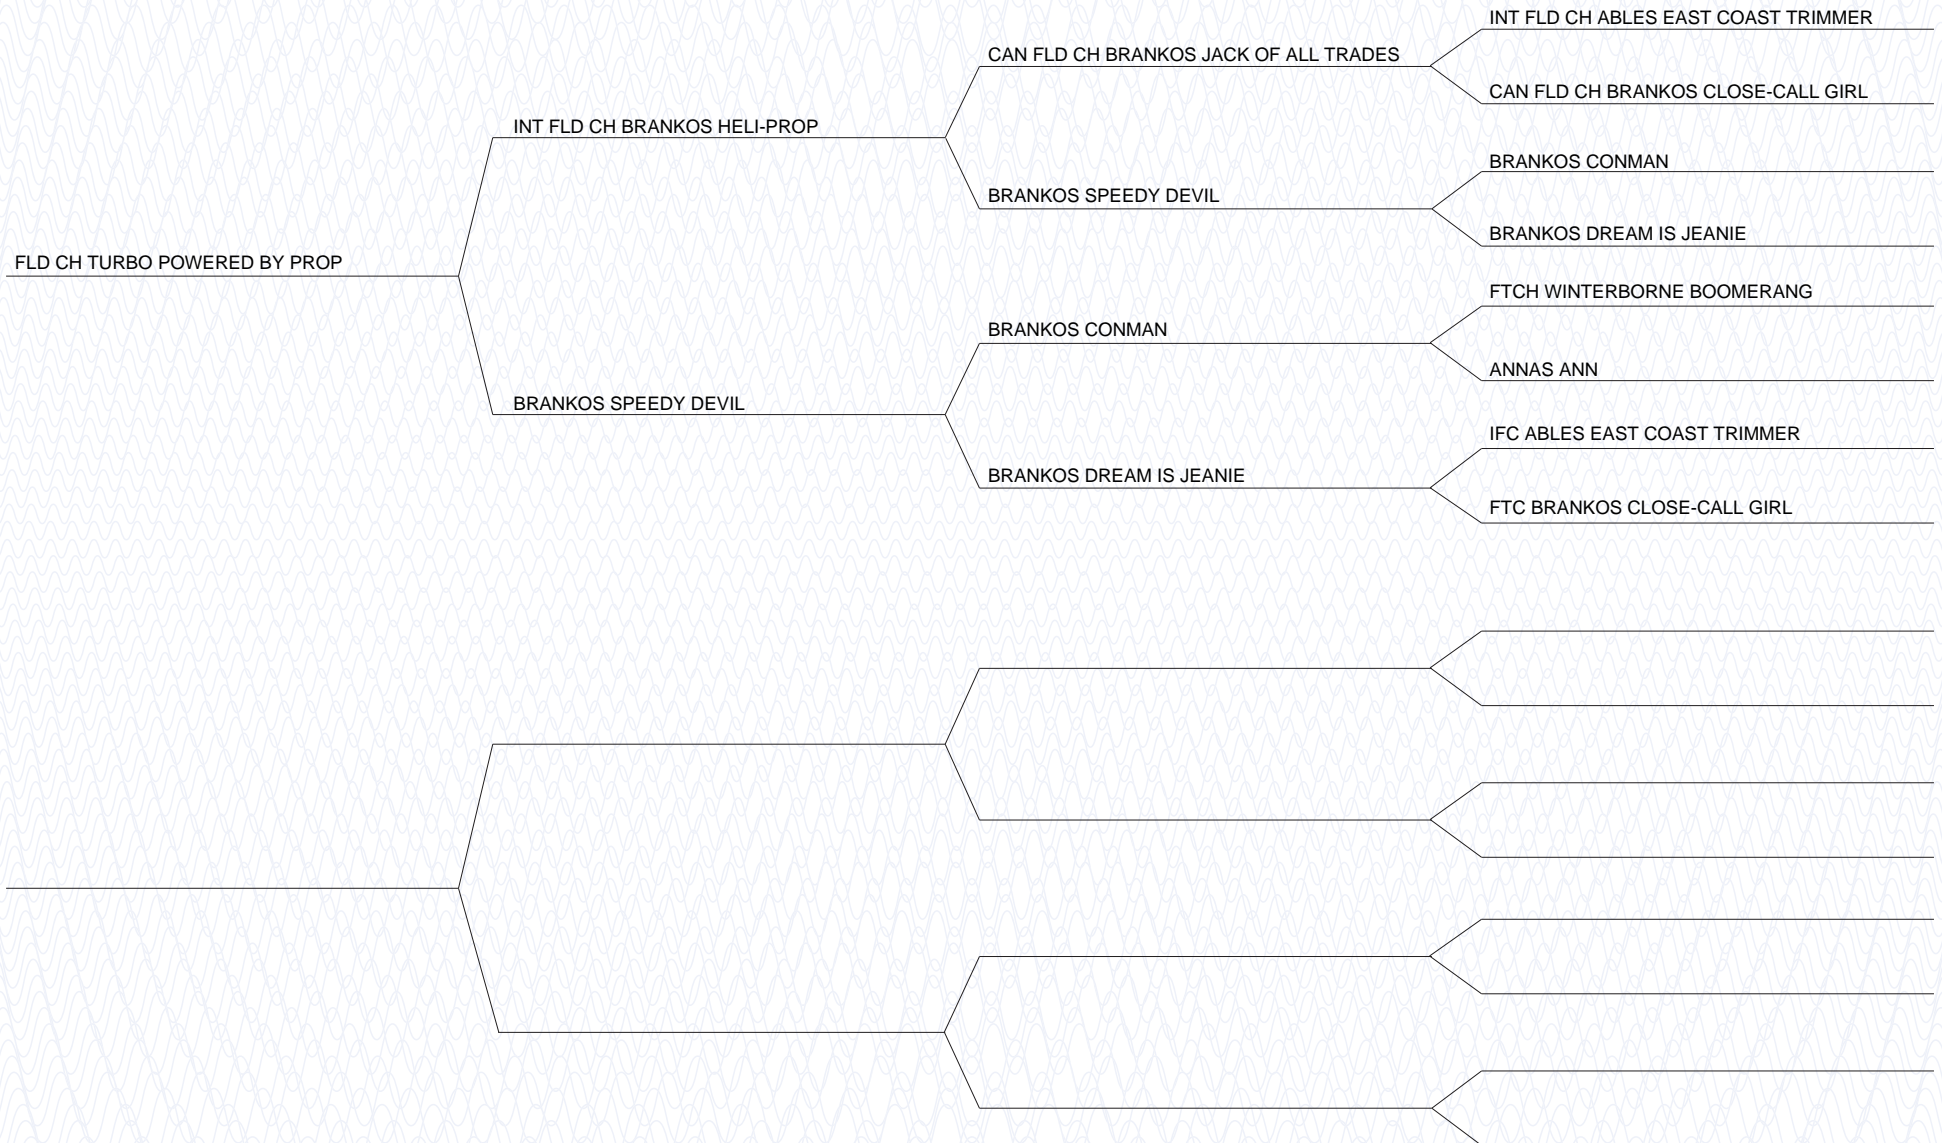 INT FLD CH ABLES EAST COAST TRIMMER
CAN FLD CH BRANKOS JACK OF ALL TRADES
CAN FLD CH BRANKOS CLOSE-CALL GIRL
INT FLD CH BRANKOS HELI-PROP
BRANKOS CONMAN
BRANKOS SPEEDY DEVIL
BRANKOS DREAM IS JEANIE
FLD CH TURBO POWERED BY PROP
FTCH WINTERBORNE BOOMERANG
BRANKOS CONMAN
ANNAS ANN
BRANKOS SPEEDY DEVIL
IFC ABLES EAST COAST TRIMMER
BRANKOS DREAM IS JEANIE
FTC BRANKOS CLOSE-CALL GIRL